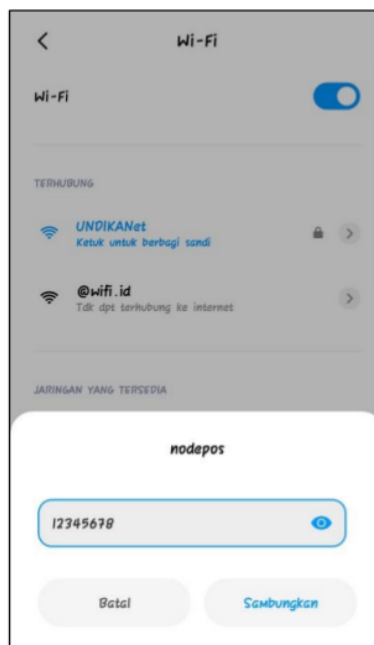 Wi-Fi
Wi-Fi
TERHUBUNG
UNDIKANet
Ketuk untuk berbagi sandi
@wifi.id
Tdk dpt terhubung ke internet
JARINGAN YANG TERSEDIA
nodepos
12345678
Batal
Sambungkan